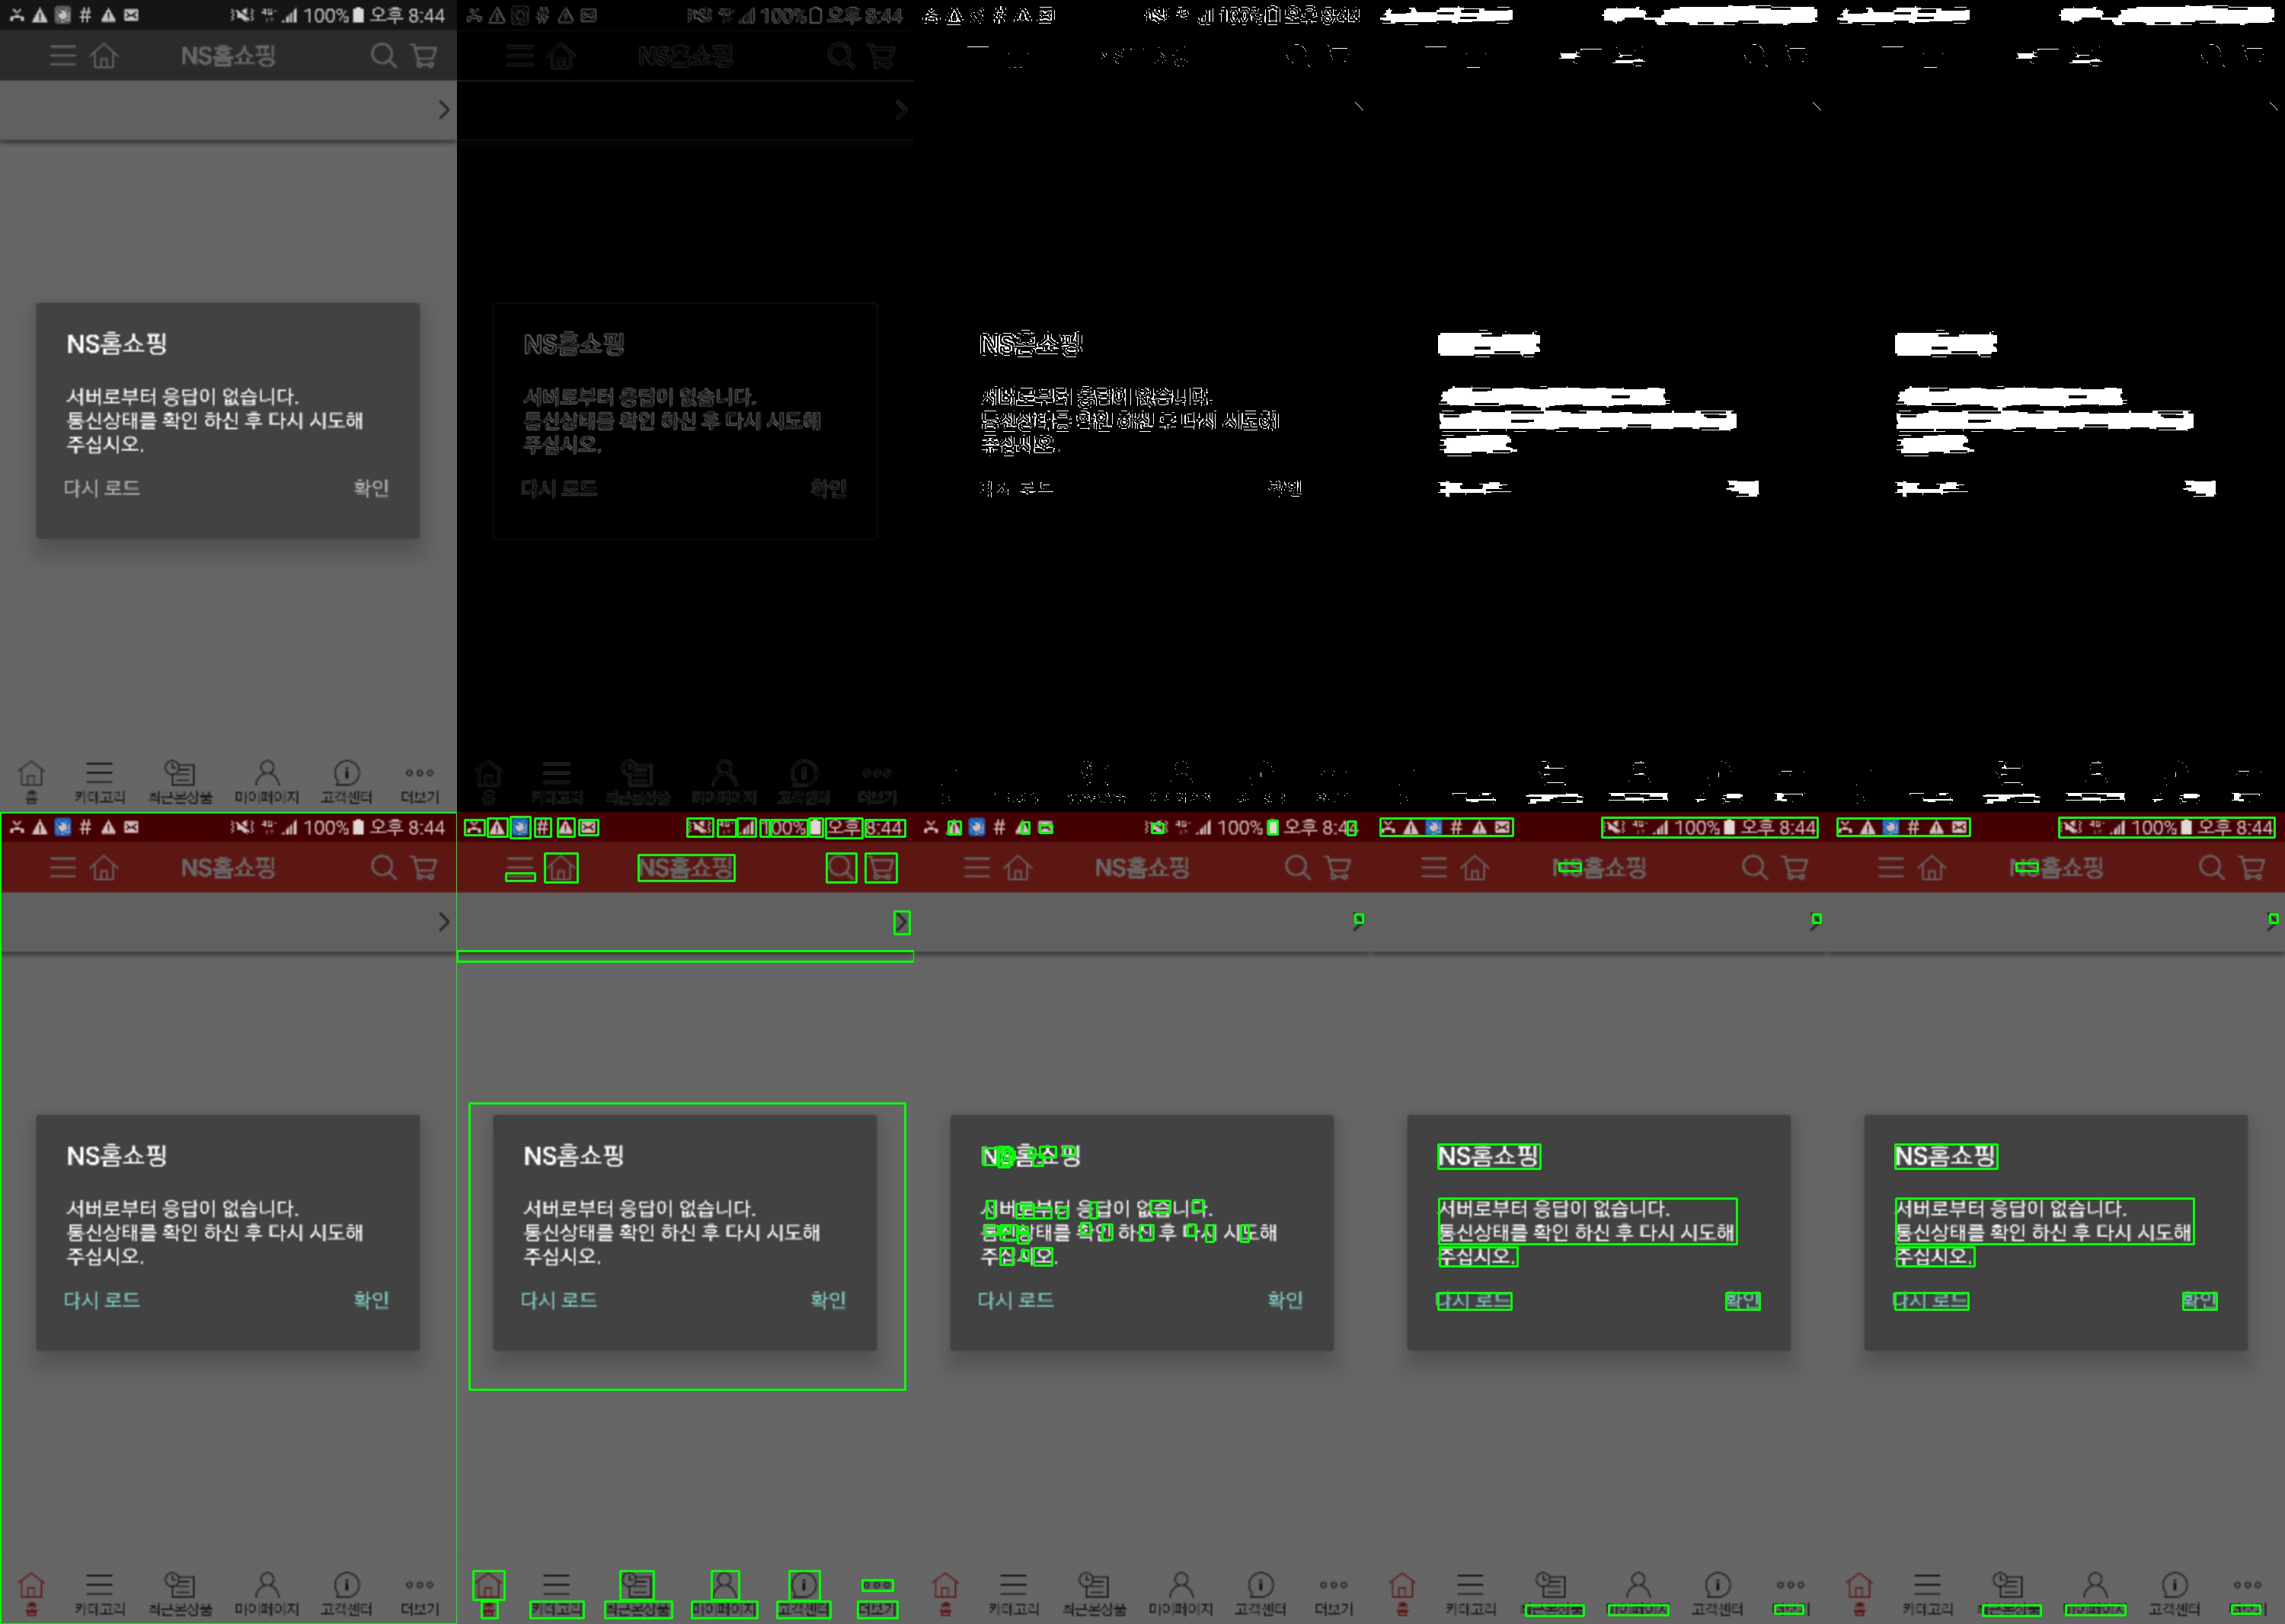 100% 오후 8:44
NS홈쇼핑
NS홈쇼핑
서버로부터 응답이 없습니다.
통신상태를 확인 하신 후 다시 시도해
주십시오.
다시 로드 확인
홈 카테고리 최근본상품 마이페이지 고객센터 더보기
100% 오후 8:44
NS홈쇼핑
NS홈쇼핑
서버로부터 응답이 없습니다.
통신상태를 확인 하신 후 다시 시도해
주십시오.
다시 로드 확인
홈 카테고리 최근본상품 마이페이지 고객센터 더보기
100% 오후 8:44
NS홈쇼핑
서버로부터 응답이 없습니다.
통신상태를 확인 하신 후 다시 시도해
주십시오.
다시 로드 확인
100% 오후 8:44
NS홈쇼핑
NS홈쇼핑
서버로부터 응답이 없습니다.
통신상태를 확인 하신 후 다시 시도해
주십시오.
다시 로드 확인
홈 카테고리 최근본상품 마이페이지 고객센터 더보기
100% 오후 8:44
NS홈쇼핑
NS홈쇼핑
서버로부터 응답이 없습니다.
통신상태를 확인 하신 후 다시 시도해
주십시오.
다시 로드 확인
홈 카테고리 최근본상품 마이페이지 고객센터 더보기
100% 오후 8:44
NS홈쇼핑
NS홈쇼핑
서버로부터 응답이 없습니다.
통신상태를 확인 하신 후 다시 시도해
주십시오.
다시 로드 확인
홈 카테고리 최근본상품 마이페이지 고객센터 더보기
100% 오후 8:44
NS홈쇼핑
NS홈쇼핑
서버로부터 응답이 없습니다.
통신상태를 확인 하신 후 다시 시도해
주십시오.
다시 로드 확인
홈 카테고리 최근본상품 마이페이지 고객센터
100% 오후 8:44
NS홈쇼핑
NS홈쇼핑
서버로부터 응답이 없습니다.
통신상태를 확인 하신 후 다시 시도해
주십시오.
다시 로드 확인
홈 카테고리 최근본상품 마이페이지 고객센터